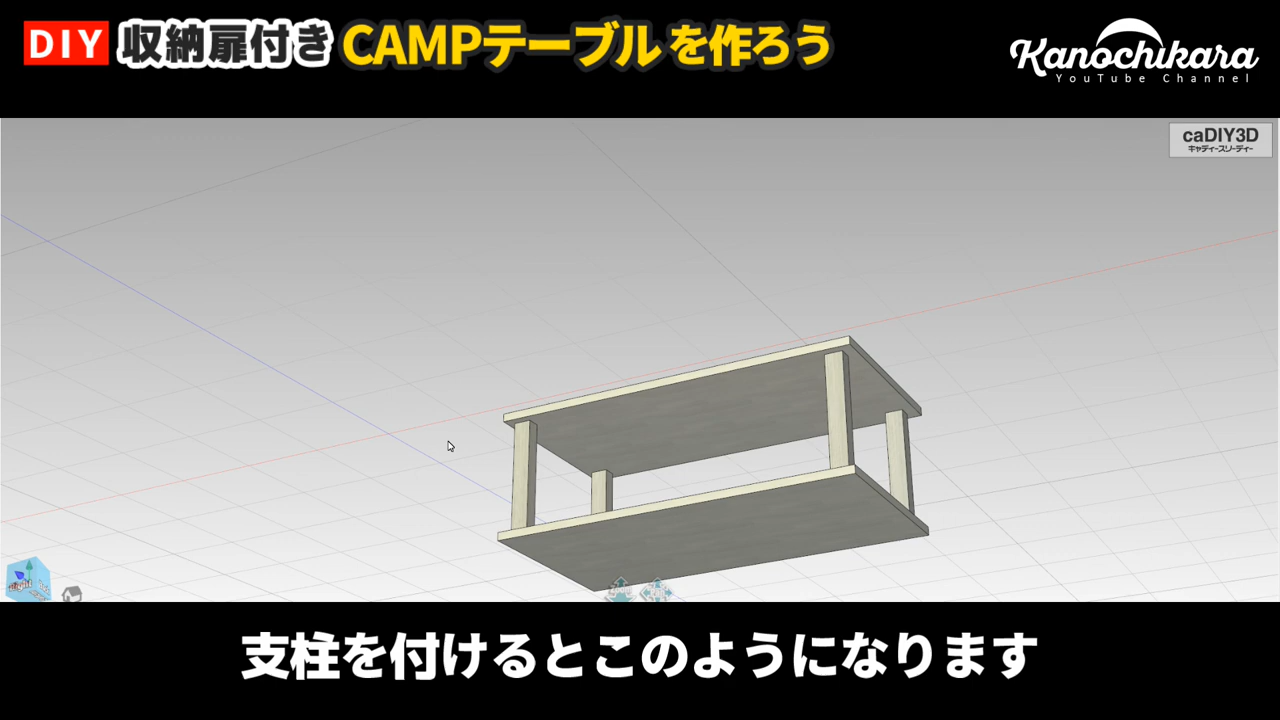 DIY 収納扉付き CAMPテーブルを作ろう
Kanochikara
YouTube Channel
caDIY3D
キャディースリーディー
Right
支柱を付けるとこのようになります